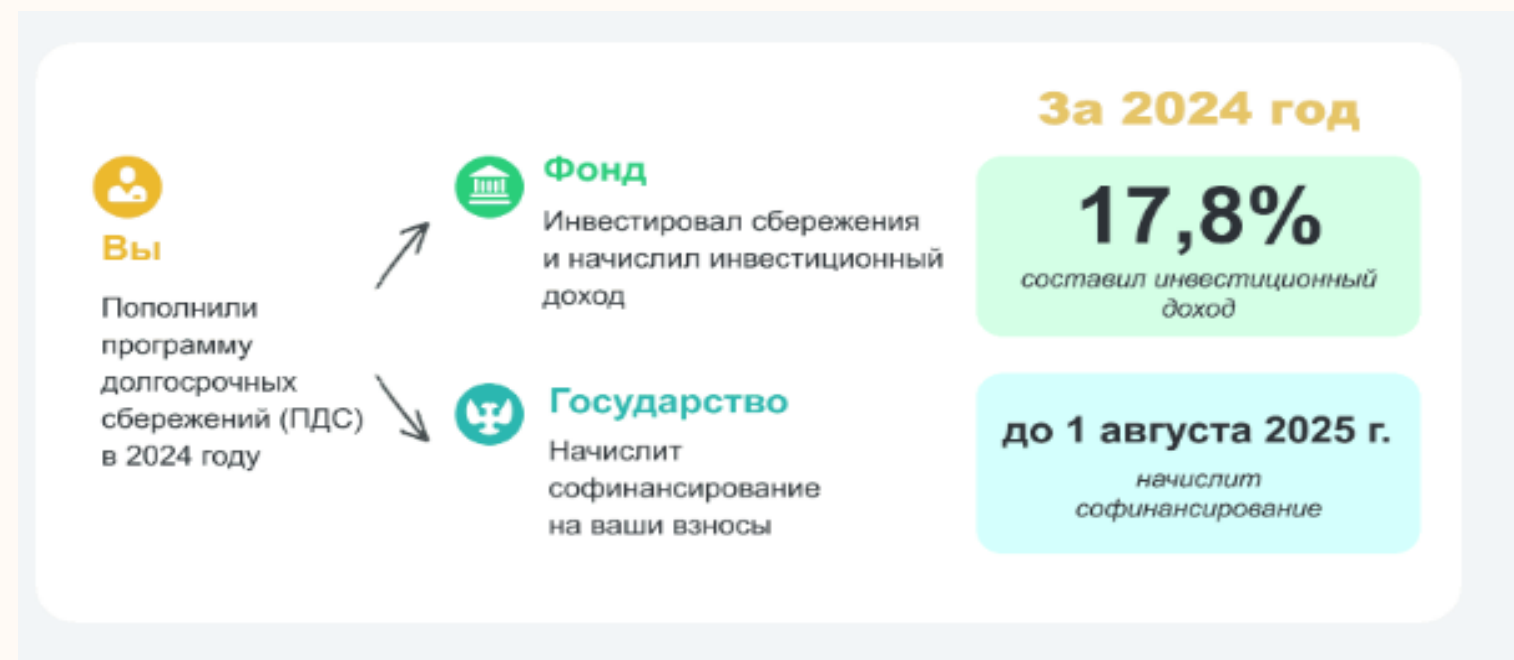 За 2024 год
Вы
Пополнили
программу
долгосрочных
сбережений (ПДС)
в 2024 году
Фонд
Инвестировал сбережения
и начислил инвестиционный
доход
17,8%
составил инвестиционный
доход
Государство
Начислит
софинансирование
на ваши взносы
до 1 августа 2025 г.
начислит
софинансирование